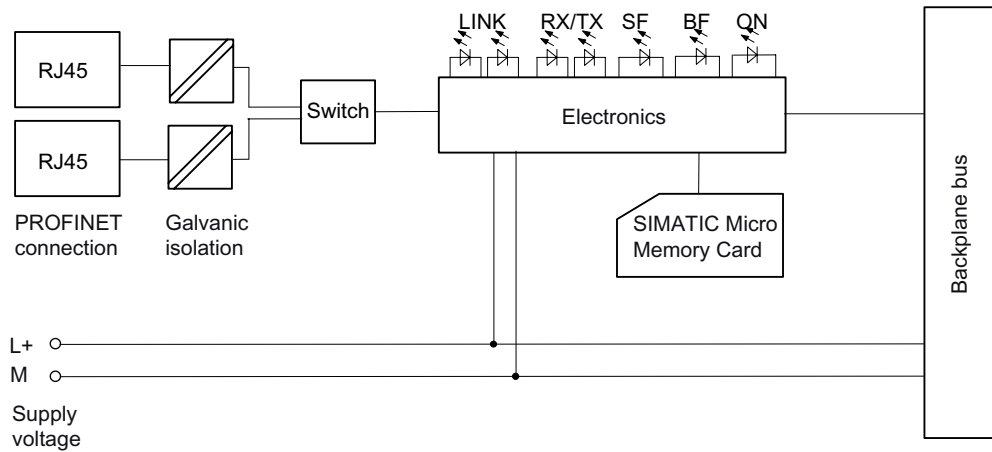 LINK RX/TX SF BF ON
RJ45
Switch
Electronics
RJ45
PROFINET
connection
Galvanic
isolation
SIMATIC Micro
Memory Card
Backplane bus
L+
M
Supply
voltage